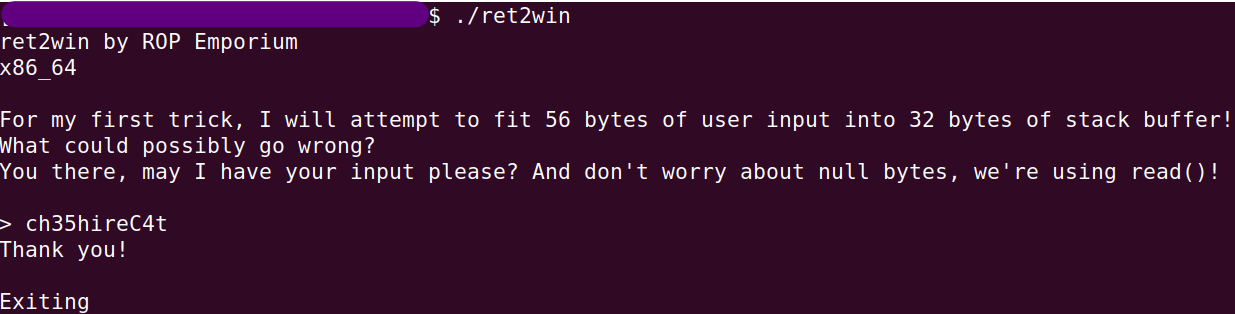 $ ./ret2win
ret2win by ROP Emporium
x86_64
For my first trick, I will attempt to fit 56 bytes of user input into 32 bytes of stack buffer!
What could possibly go wrong?
You there, may I have your input please? And don't worry about null bytes, we're using read()!
> ch35hireC4t
Thank you!
Exiting